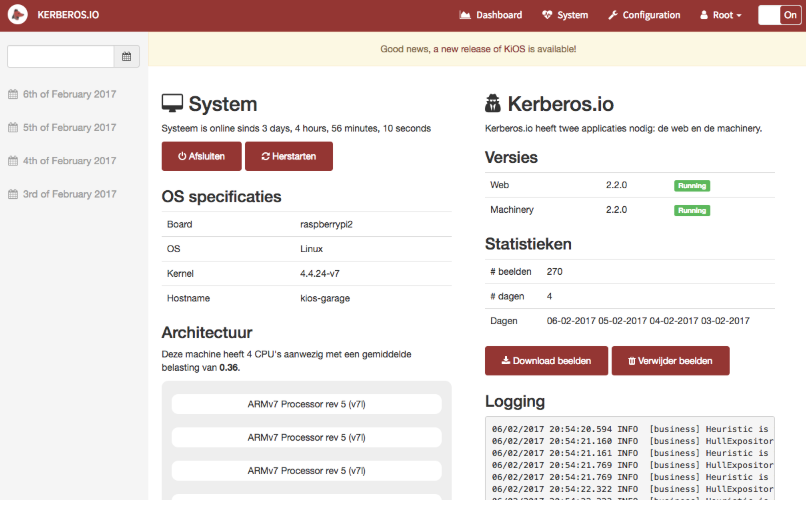 KERBEROS.IO
Dashboard
System
Configuration
Root
On
Good news, a new release of KiOS is available!
6th of February 2017
5th of February 2017
4th of February 2017
3rd of February 2017
System
Systeem is online sinds 3 days, 4 hours, 56 minutes, 10 seconds
Afsluiten
Herstarten
OS specificaties
Board raspberrypi2
OS Linux
Kernel 4.4.24-v7
Hostname kios-garage
Architectuur
Deze machine heeft 4 CPU's aanwezig met een gemiddelde
belasting van 0.36.
ARMv7 Processor rev 5 (v7l)
ARMv7 Processor rev 5 (v7l)
ARMv7 Processor rev 5 (v7l)
Kerberos.io
Kerberos.io heeft twee applicaties nodig: de web en de machinery.
Versies
Web 2.2.0 Running
Machinery 2.2.0 Running
Statistieken
# beelden 270
# dagen 4
Dagen 06-02-2017 05-02-2017 04-02-2017 03-02-2017
Download beelden
Verwijder beelden
Logging
06/02/2017 20:54:20.594 INFO [business] Heuristic is
06/02/2017 20:54:21.160 INFO [business] HullExpositor
06/02/2017 20:54:21.161 INFO [business] Heuristic is
06/02/2017 20:54:21.769 INFO [business] HullExpositor
06/02/2017 20:54:21.769 INFO [business] Heuristic is
06/02/2017 20:54:22.322 INFO [business] HullExpositor